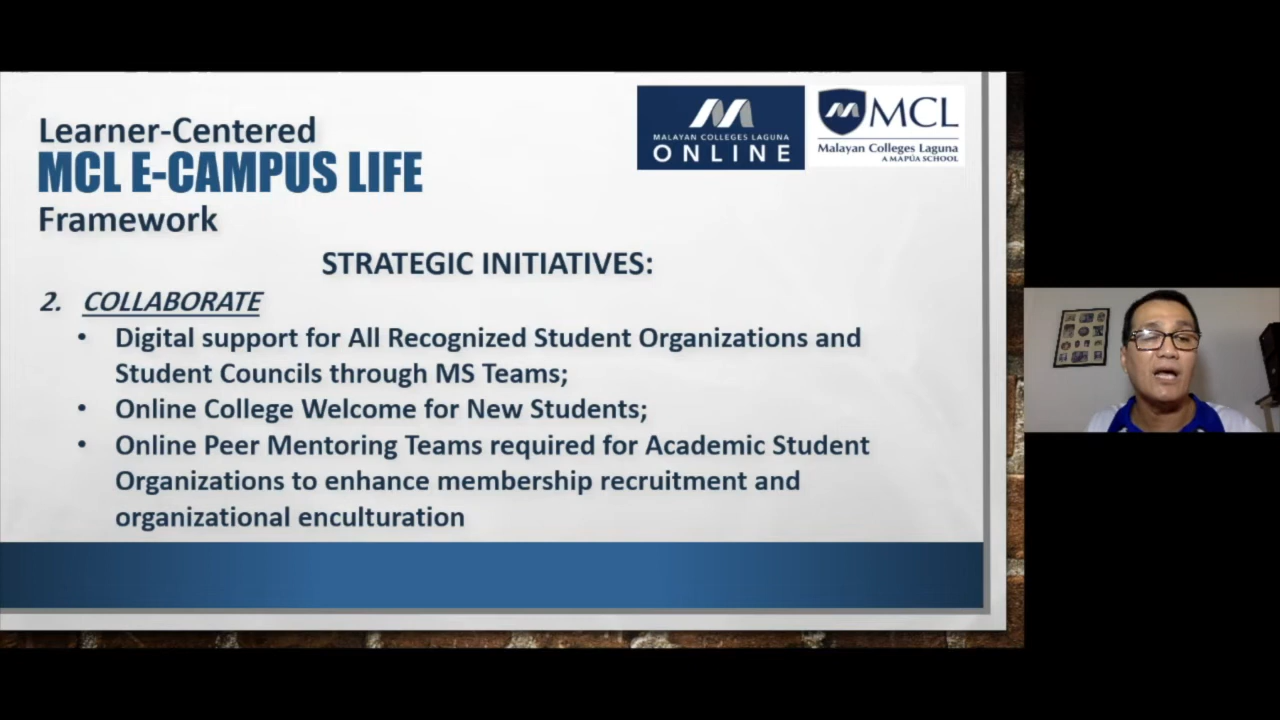 Learner-Centered
MCL E-CAMPUS LIFE
Framework
MALAYAN COLLEGES LAGUNA
ONLINE
MCL
Malayan Colleges Laguna
A MAPÚA SCHOOL
STRATEGIC INITIATIVES:
2. COLLABORATE
• Digital support for All Recognized Student Organizations and
Student Councils through MS Teams;
• Online College Welcome for New Students;
• Online Peer Mentoring Teams required for Academic Student
Organizations to enhance membership recruitment and
organizational enculturation